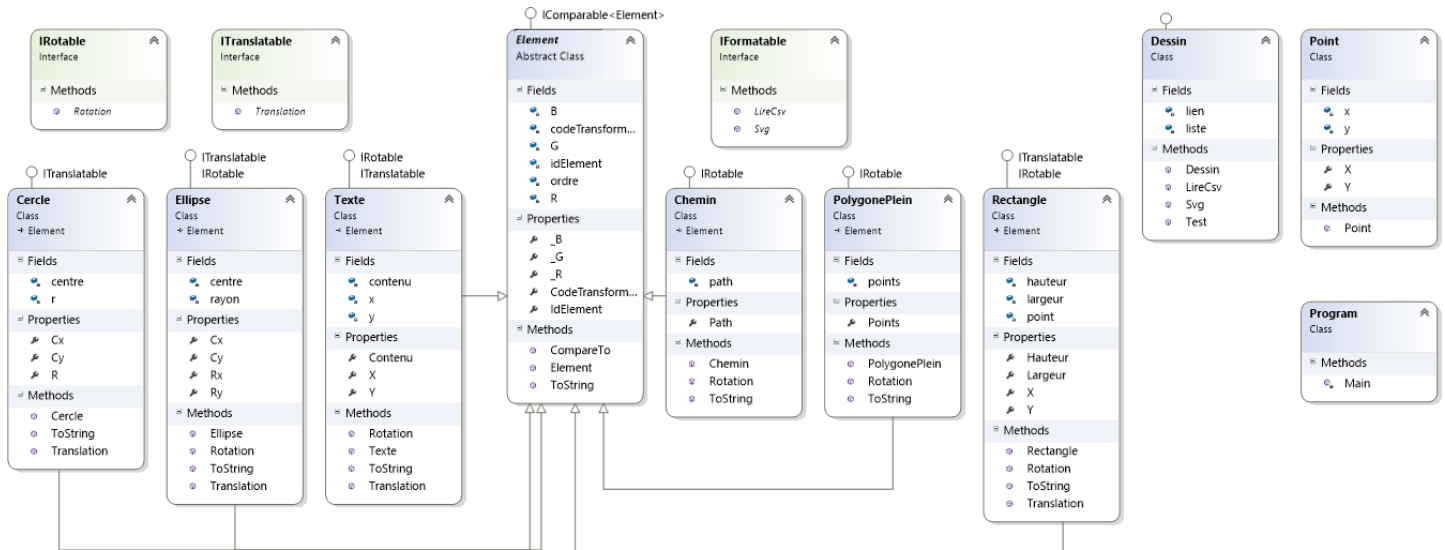 IRotable
Interface
Methods
Rotation
ITranslatable
Interface
Methods
Translation
IComparable<Element>
Element
Abstract Class
Fields
B
codeTransform...
G
idElement
ordre
R
Properties
_B
_G
_R
CodeTransform...
IdElement
Methods
CompareTo
Element
ToString
IFormatable
Interface
Methods
LireCsv
Svg
Dessin
Class
Fields
lien
liste
Methods
Dessin
LireCsv
Svg
Test
Point
Class
Fields
x
y
Properties
X
Y
Methods
Point
ITranslatable
Cercle
Class
Element
Fields
centre
r
Properties
Cx
Cy
R
Methods
Cercle
ToString
Translation
ITranslatable
IRotable
Ellipse
Class
Element
Fields
centre
rayon
Properties
Cx
Cy
Rx
Ry
Methods
Ellipse
Rotation
ToString
Translation
IRotable
ITranslatable
Texte
Class
Element
Fields
contenu
x
y
Properties
Contenu
X
Y
Methods
Rotation
Texte
ToString
Translation
IRotable
Chemin
Class
Element
Fields
path
Properties
Path
Methods
Chemin
Rotation
ToString
IRotable
PolygonePlein
Class
Element
Fields
points
Properties
Points
Methods
PolygonePlein
Rotation
ToString
ITranslatable
IRotable
Rectangle
Class
Element
Fields
hauteur
largeur
point
Properties
Hauteur
Largeur
X
Y
Methods
Rectangle
Rotation
ToString
Translation
Program
Class
Methods
Main